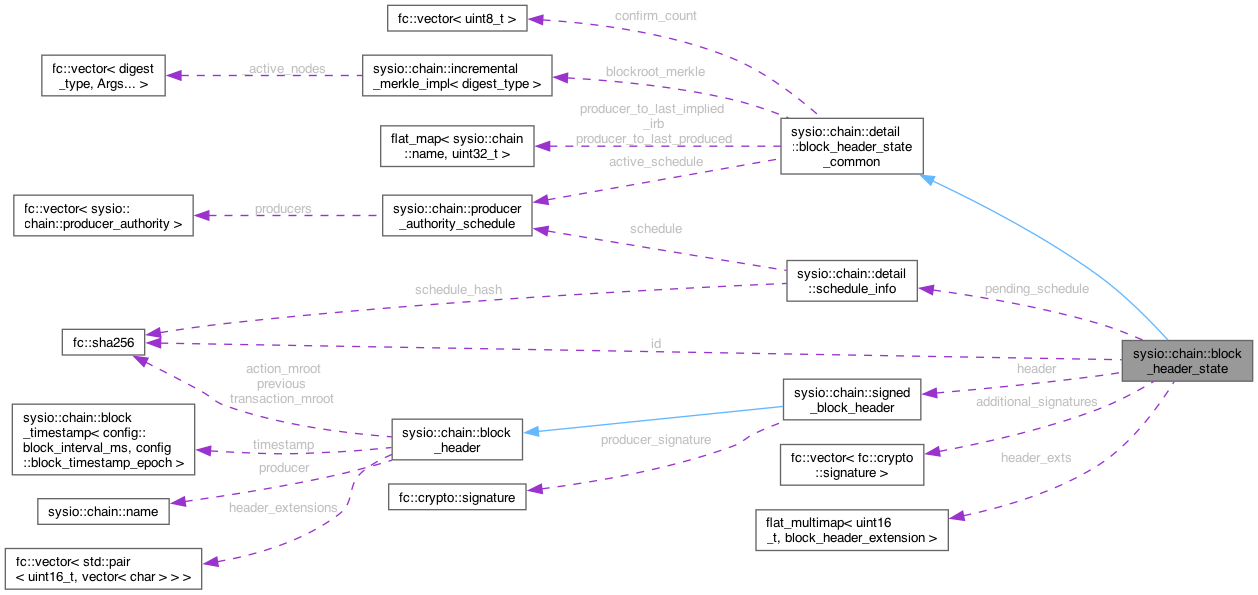 fc::vector< uint8_t >
confirm_count
fc::vector< digest
_type, Args... >
active_nodes
sysio::chain::incremental
_merkle_impl< digest_type >
blockroot_merkle
flat_map< sysio::chain
::name, uint32_t >
producer_to_last_implied
_irb
producer_to_last_produced
sysio::chain::detail
::block_header_state
_common
active_schedule
fc::vector< sysio::
chain::producer_authority >
producers
sysio::chain::producer
_authority_schedule
schedule
sysio::chain::detail
::schedule_info
pending_schedule
schedule_hash
fc::sha256
id
sysio::chain::block
_header_state
action_mroot
previous
transaction_mroot
header
sysio::chain::signed
_block_header
additional_signatures
sysio::chain::block
_timestamp< config::
block_interval_ms, config
::block_timestamp_epoch >
timestamp
sysio::chain::block
_header
producer_signature
fc::vector< fc::crypto
::signature >
header_exts
producer
sysio::chain::name
header_extensions
fc::crypto::signature
flat_multimap< uint16
_t, block_header_extension >
fc::vector< std::pair
< uint16_t, vector< char > > >